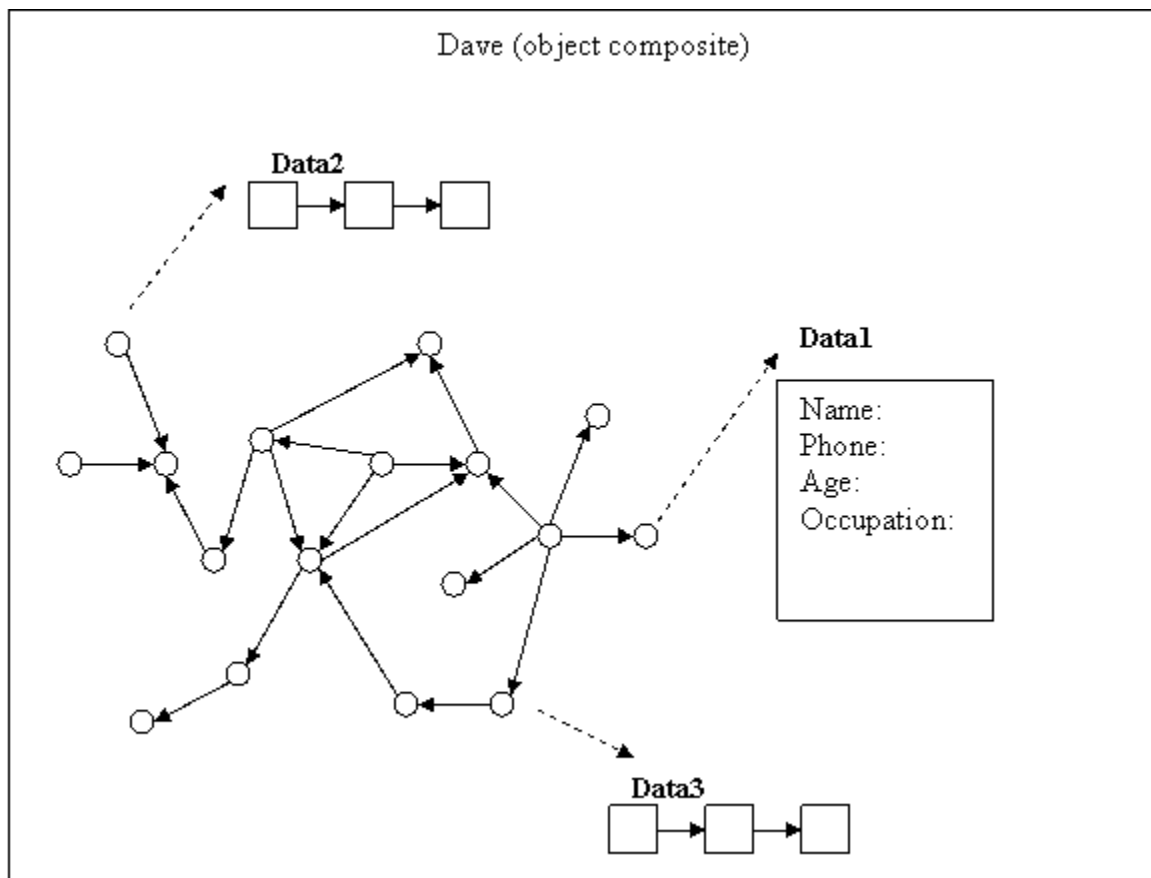 Dave (object composite)
Data2
Data1
Name:
Phone:
Age:
Occupation:
Data3